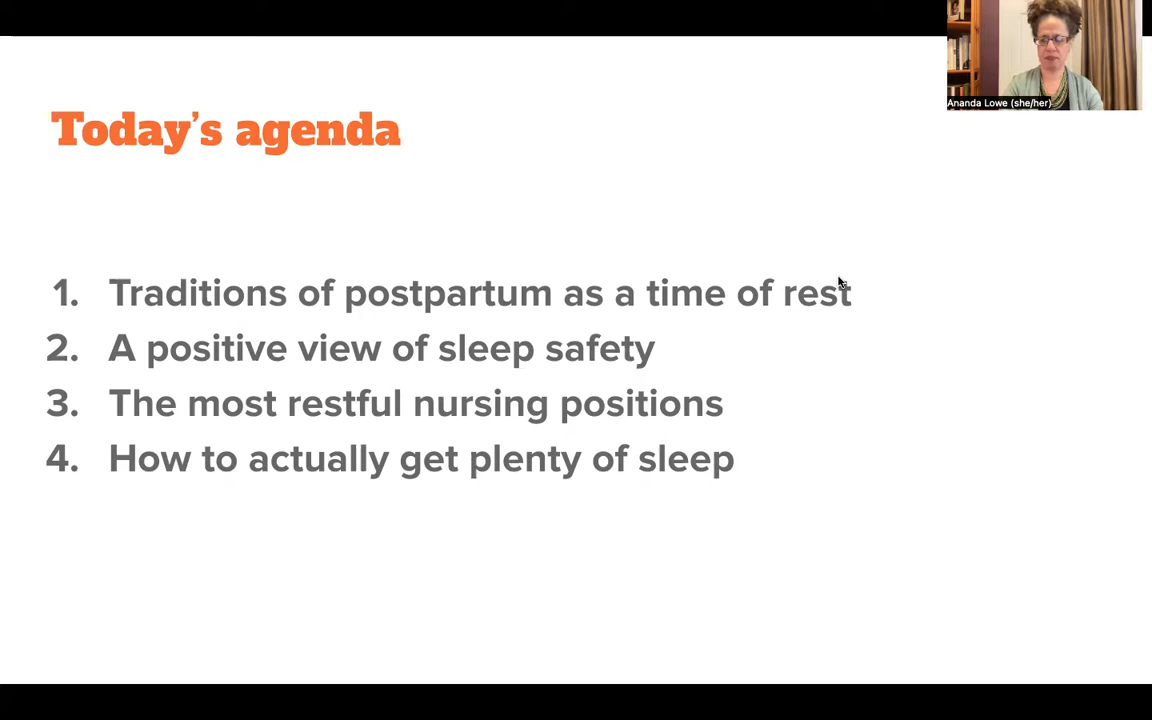 Ananda Lowe (she/her)
Today's agenda
1. Traditions of postpartum as a time of rest
2. A positive view of sleep safety
3. The most restful nursing positions
4. How to actually get plenty of sleep